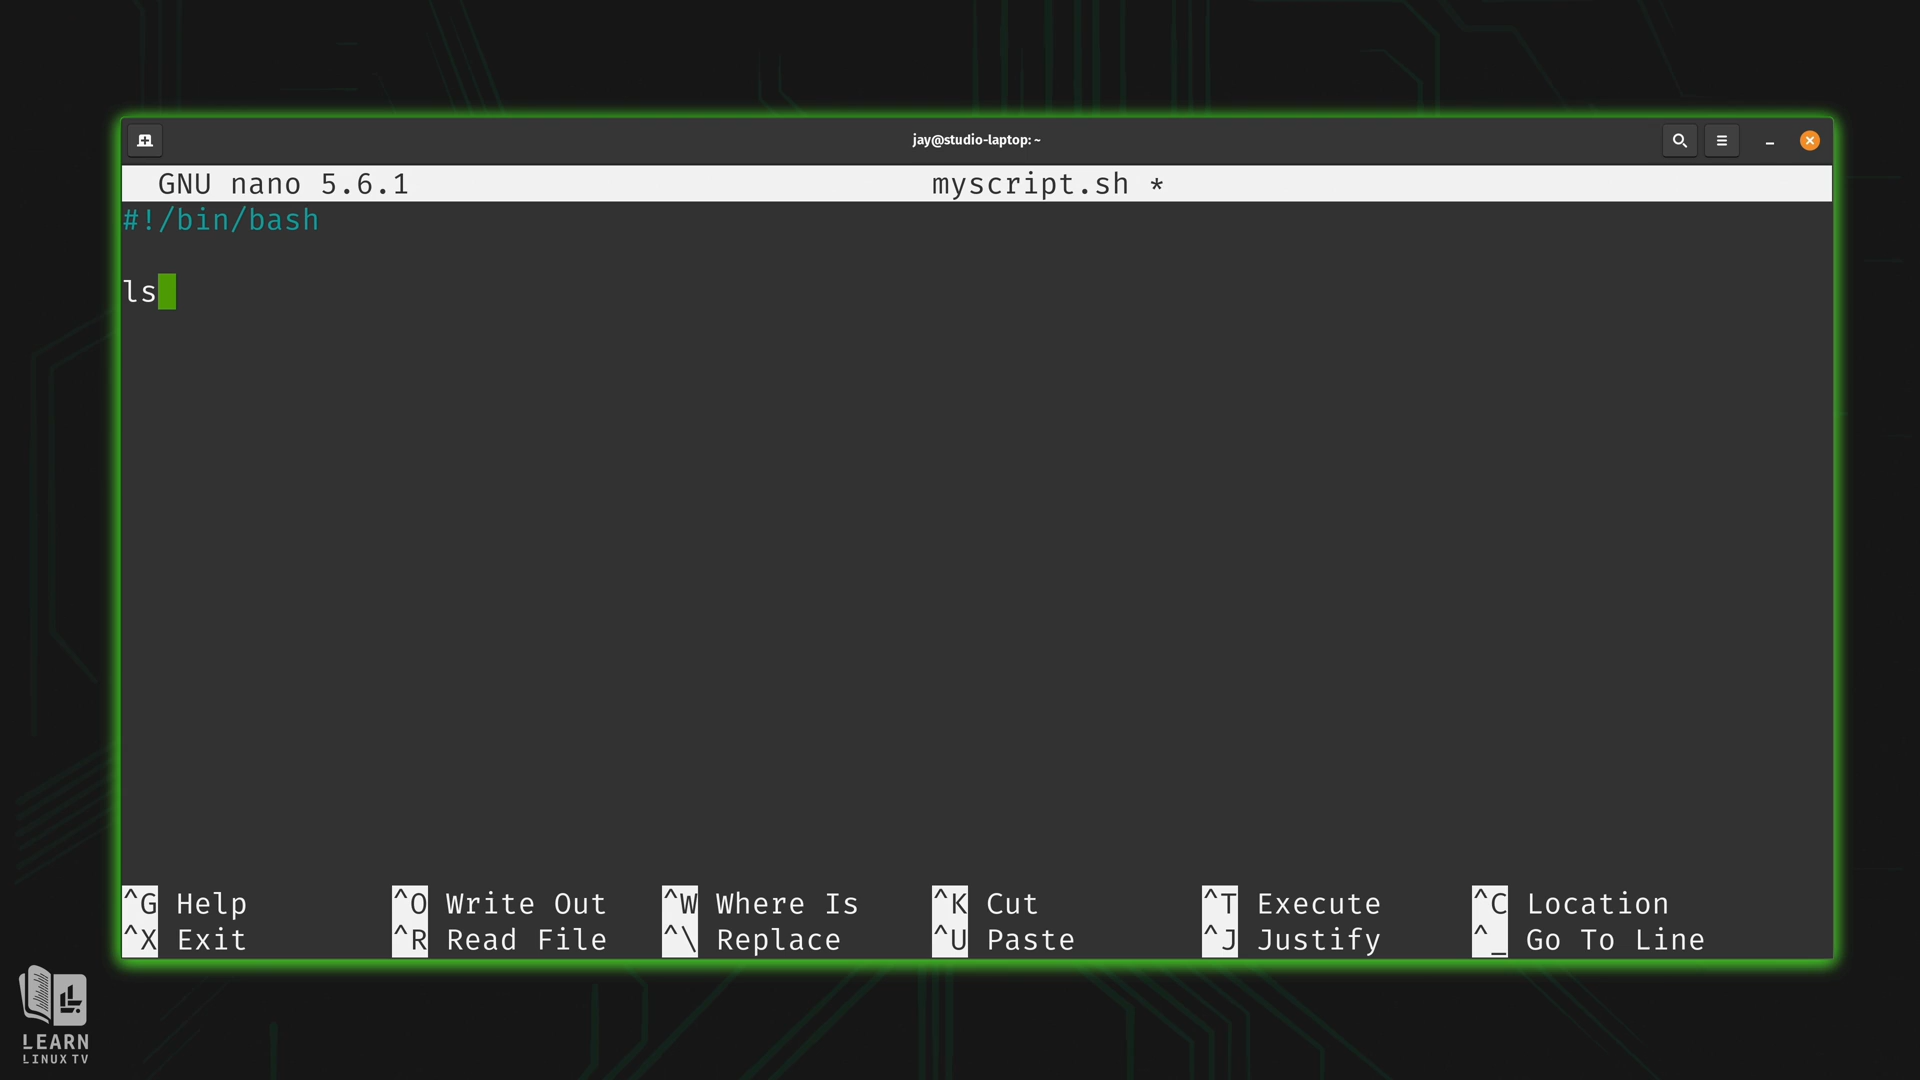 jay@studio-laptop: ~
GNU nano 5.6.1 myscript.sh *
#!/bin/bash
ls
^G Help ^O Write Out ^W Where Is ^K Cut ^T Execute ^C Location
^X Exit ^R Read File ^\ Replace ^U Paste ^J Justify ^_ Go To Line
LEARN
LINUX TV